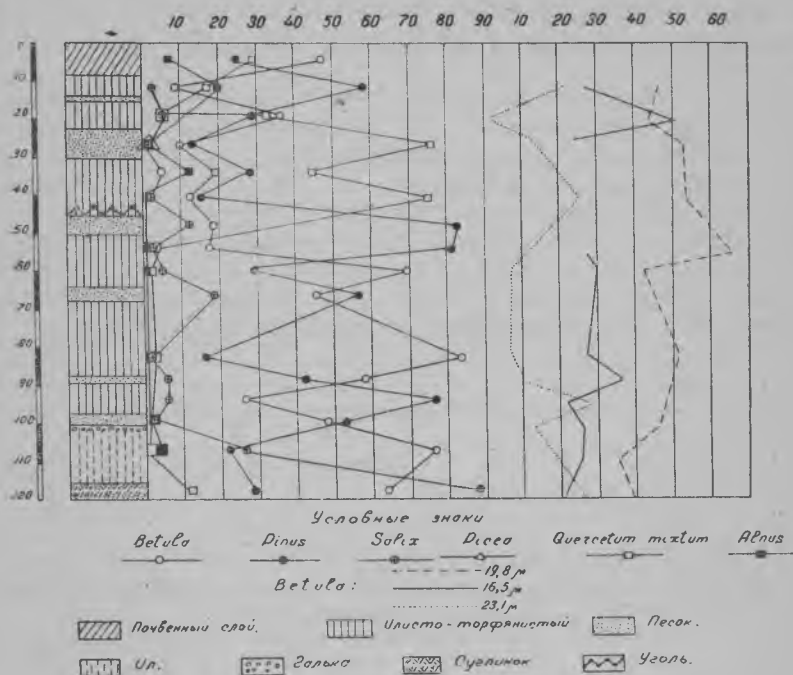 10 20 30 40 50 60 70 80 90 10 20 30 40 50 60
0
10
20
30
40
50
60
70
80
90
100
110
120
Условные знаки
Betula Pinus Salix Picea Quercetum mixtum Alnus
Betula:
19,8 м
16,5 м
23,1 м
Почвенный слой. Илисто-торфянистый Песок.
Ил. Галька Суглинок Уголь.